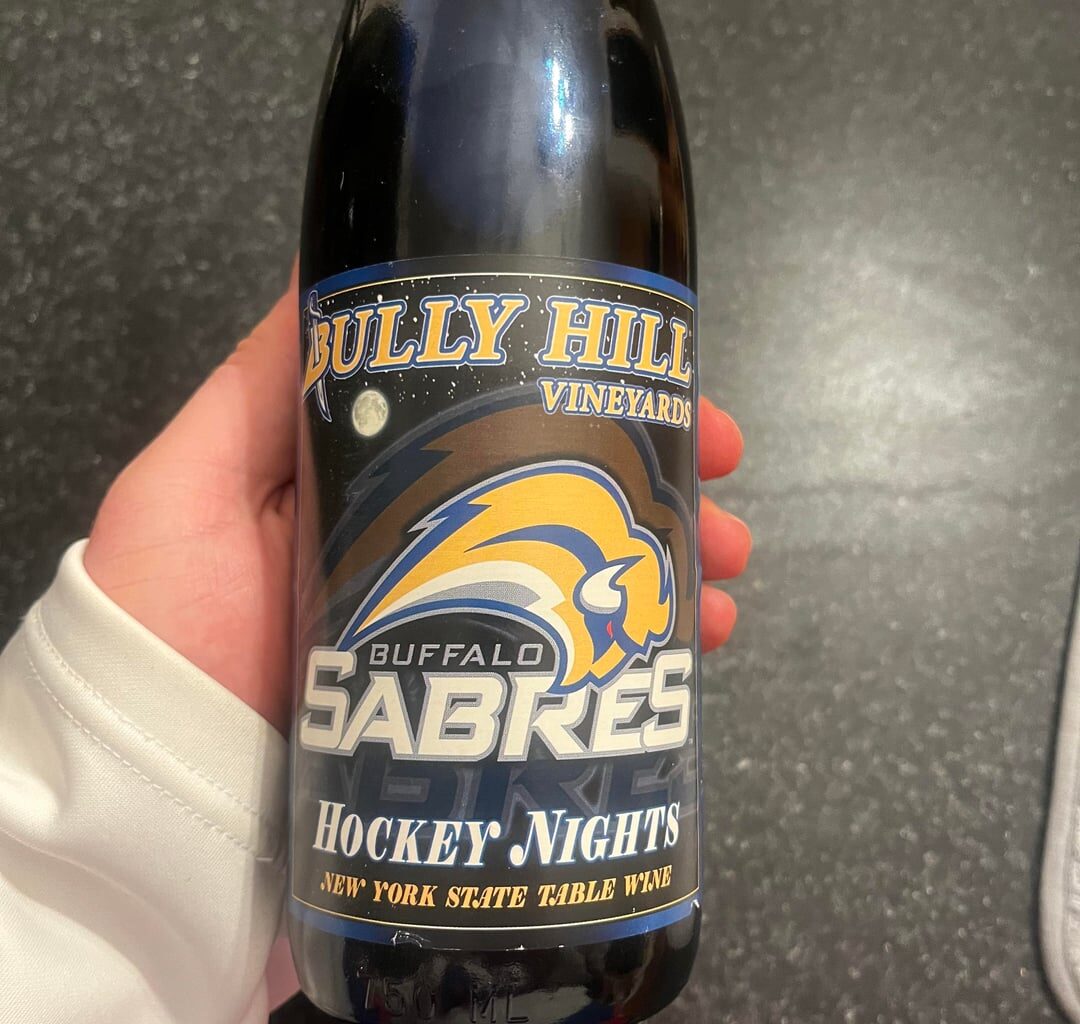 BULLY HILL
VINEYARDS
BUFFALO
SABRES
HOCKEY NIGHTS
NEW YORK STATE TABLE WINE
750 ML